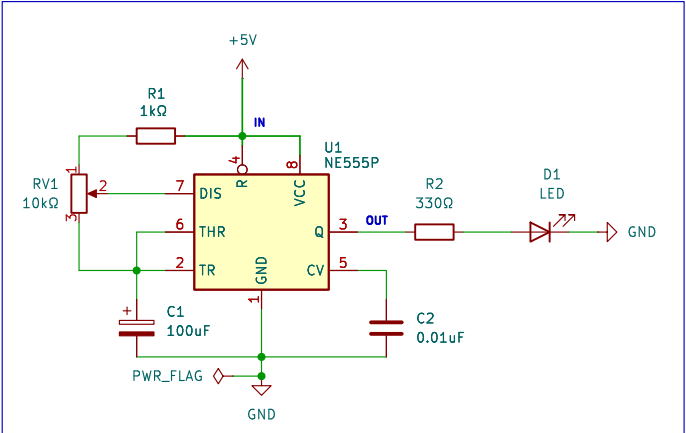 +5V
R1
1kΩ
IN
U1
NE555P
4
8
R
VCC
1
RV1
10kΩ
2
3
7
DIS
6
THR
2
TR
Q
3
OUT
CV
5
GND
1
R2
330Ω
D1
LED
GND
+
C1
100uF
C2
0.01uF
PWR_FLAG
GND